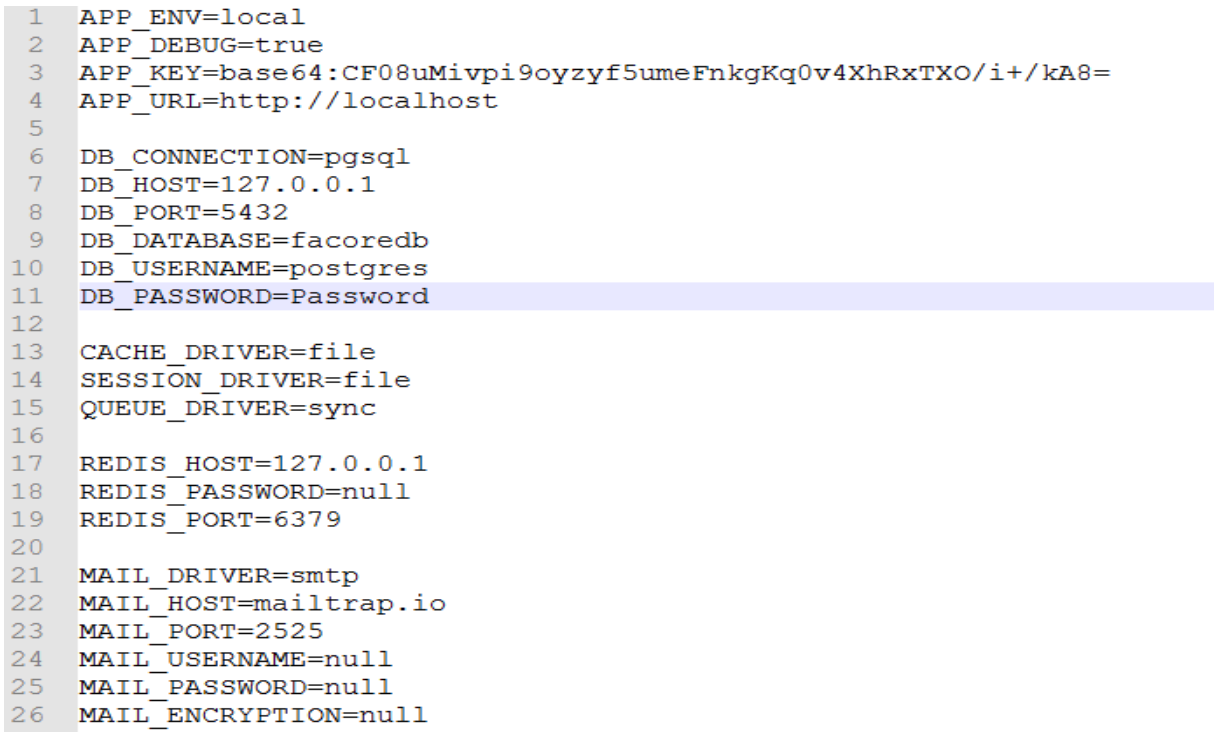 1 APP_ENV=local
2 APP_DEBUG=true
3 APP_KEY=base64:CF08uMivpi9oyzyf5umeFnkgKq0v4XhRxTXO/i+/kA8=
4 APP_URL=http://localhost
5
6 DB_CONNECTION=pgsql
7 DB_HOST=127.0.0.1
8 DB_PORT=5432
9 DB_DATABASE=facoredb
10 DB_USERNAME=postgres
11 DB_PASSWORD=Password
12
13 CACHE_DRIVER=file
14 SESSION_DRIVER=file
15 QUEUE_DRIVER=sync
16
17 REDIS_HOST=127.0.0.1
18 REDIS_PASSWORD=null
19 REDIS_PORT=6379
20
21 MAIL_DRIVER=smtp
22 MAIL_HOST=mailtrap.io
23 MAIL_PORT=2525
24 MAIL_USERNAME=null
25 MAIL_PASSWORD=null
26 MAIL_ENCRYPTION=null